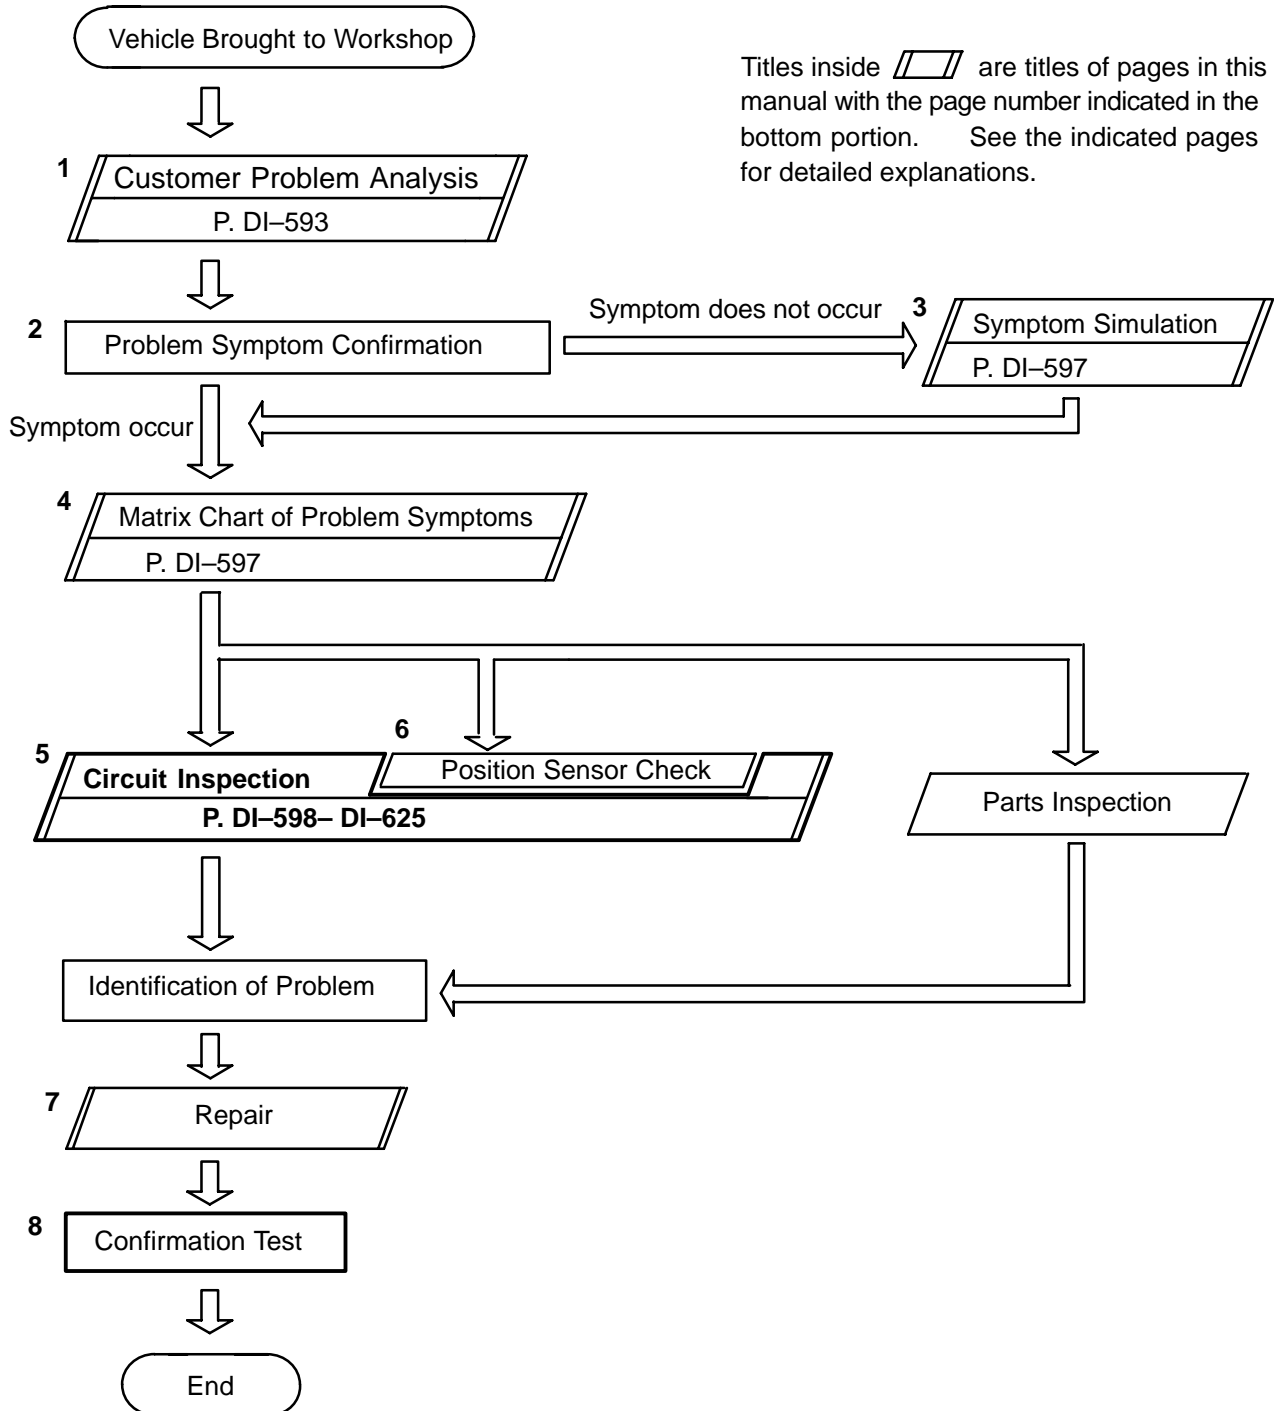 Vehicle Brought to Workshop
Titles inside are titles of pages in this
manual with the page number indicated in the
bottom portion. See the indicated pages
for detailed explanations.
1
Customer Problem Analysis
P. DI–593
2
Problem Symptom Confirmation
Symptom does not occur
3
Symptom Simulation
P. DI–597
Symptom occur
4
Matrix Chart of Problem Symptoms
P. DI–597
5
Circuit Inspection
P. DI–598– DI–625
6
Position Sensor Check
Parts Inspection
Identification of Problem
7
Repair
8
Confirmation Test
End